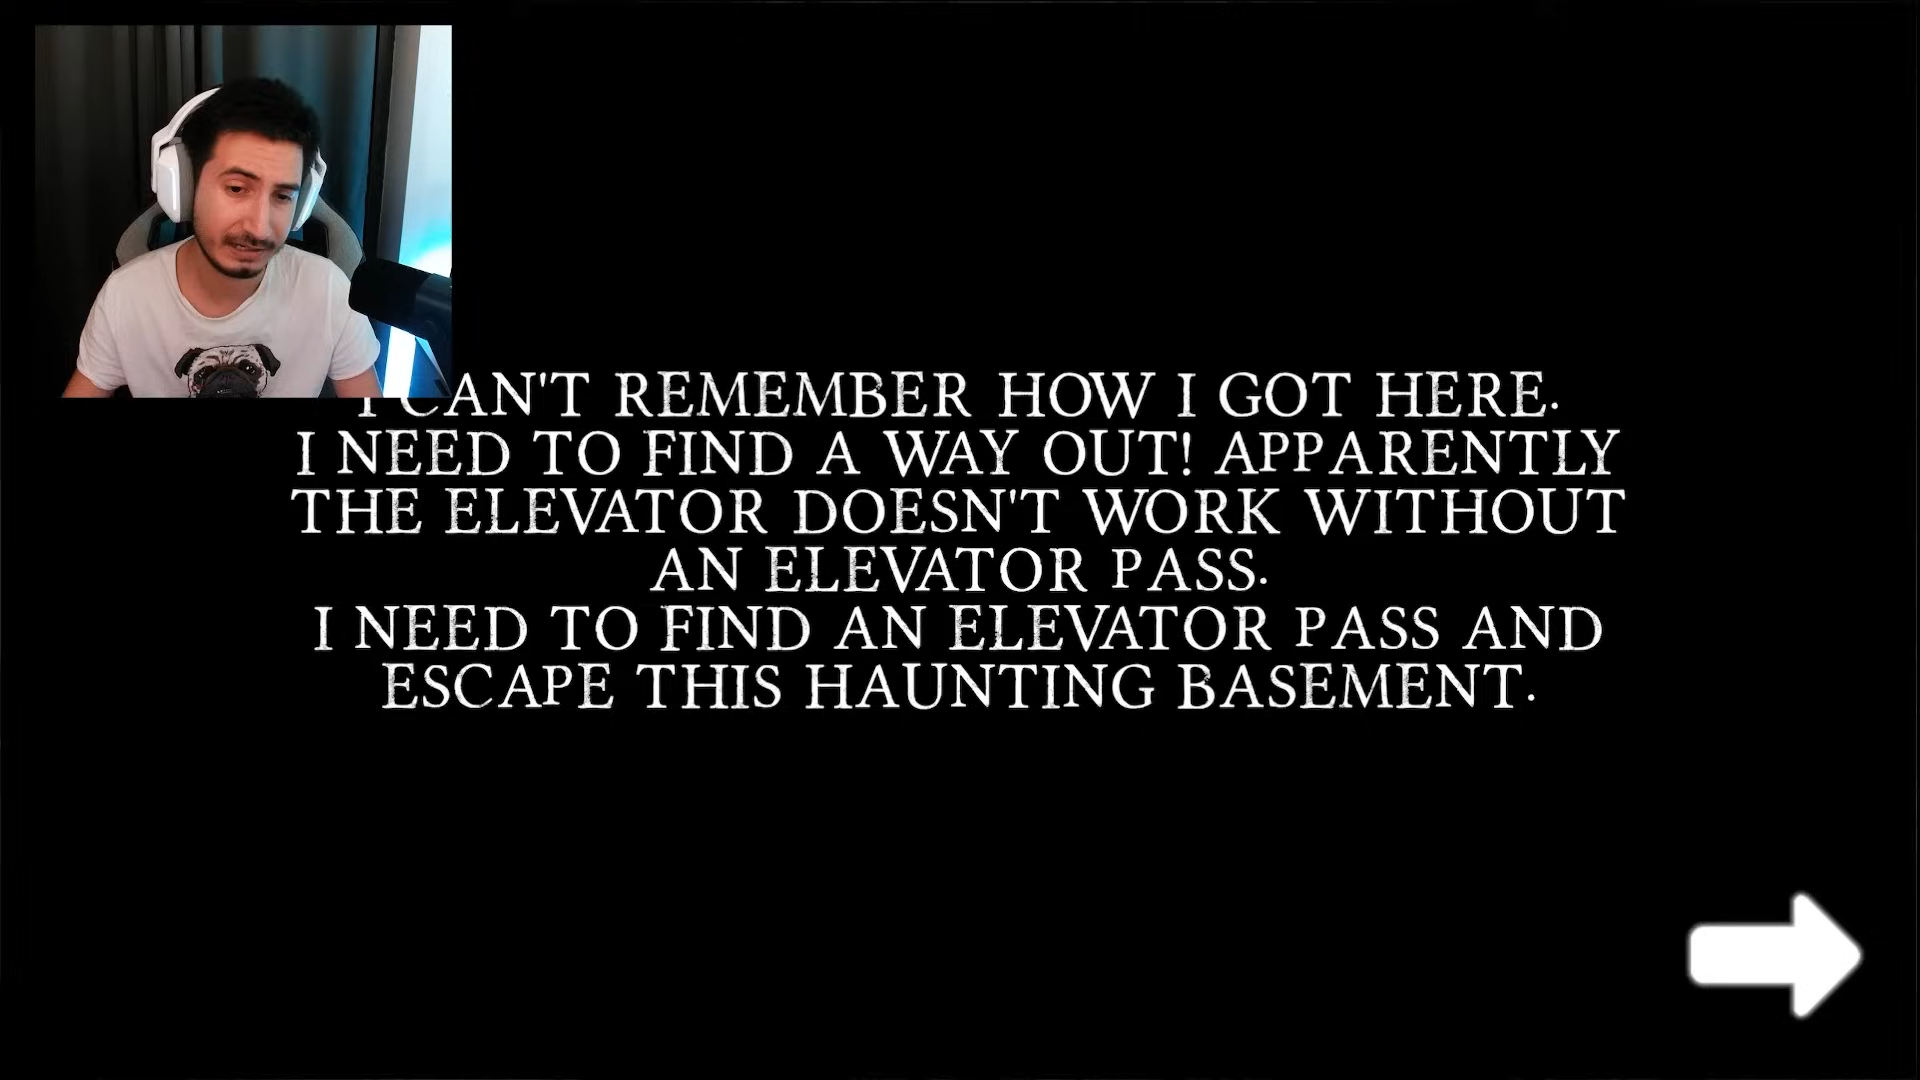 I CAN'T REMEMBER HOW I GOT HERE.
I NEED TO FIND A WAY OUT! APPARENTLY
THE ELEVATOR DOESN'T WORK WITHOUT
AN ELEVATOR PASS.
I NEED TO FIND AN ELEVATOR PASS AND
ESCAPE THIS HAUNTING BASEMENT.